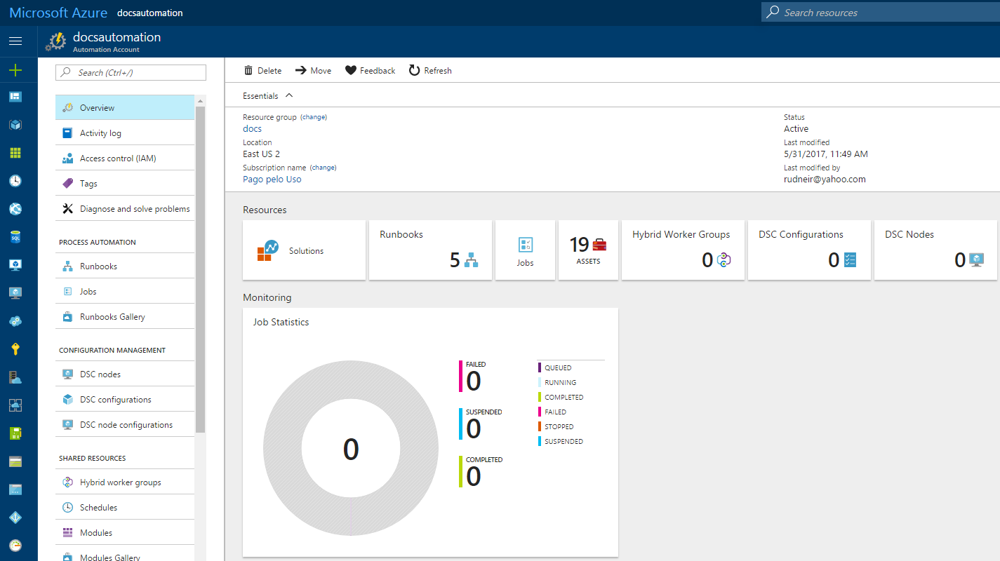 Microsoft Azure docsautomation
Search resources
docsautomation
Automation Account
Search (Ctrl+/)
Overview
Activity log
Access control (IAM)
Tags
Diagnose and solve problems
PROCESS AUTOMATION
Runbooks
Jobs
Runbooks Gallery
CONFIGURATION MANAGEMENT
DSC nodes
DSC configurations
DSC node configurations
SHARED RESOURCES
Hybrid worker groups
Schedules
Modules
Modules Gallery
Delete Move Feedback Refresh
Essentials
Resource group (change)
docs
Location
East US 2
Subscription name (change)
Pago pelo Uso
Status
Active
Last modified
5/31/2017, 11:49 AM
Last modified by
rudneir@yahoo.com
Resources
Solutions
Runbooks
5
Jobs
19
ASSETS
Hybrid Worker Groups
0
DSC Configurations
0
DSC Nodes
0
Monitoring
Job Statistics
0
FAILED
0
SUSPENDED
0
COMPLETED
0
QUEUED
RUNNING
COMPLETED
FAILED
STOPPED
SUSPENDED